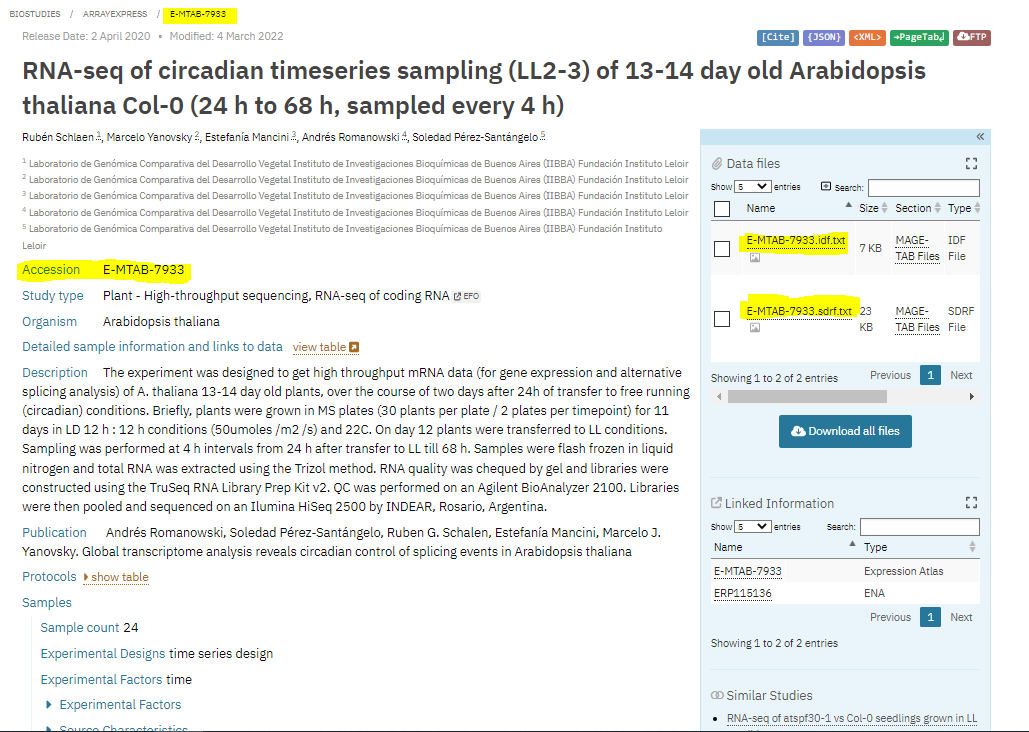 BIOSTUDIES / ARRAYEXPRESS / E-MTAB-7933
Release Date: 2 April 2020 • Modified: 4 March 2022
[Cite] {JSON} <XML> →PageTab↲ FTP
RNA-seq of circadian timeseries sampling (LL2-3) of 13-14 day old Arabidopsis
thaliana Col-0 (24 h to 68 h, sampled every 4 h)
Rubén Schlaen 1, Marcelo Yanovsky 2, Estefanía Mancini 3, Andrés Romanowski 4, Soledad Pérez-Santángelo 5
1 Laboratorio de Genómica Comparativa del Desarrollo Vegetal Instituto de Investigaciones Bioquímicas de Buenos Aires (IIBBA) Fundación Instituto Leloir
2 Laboratorio de Genómica Comparativa del Desarrollo Vegetal Instituto de Investigaciones Bioquímicas de Buenos Aires (IIBBA) Fundación Instituto Leloir
3 Laboratorio de Genómica Comparativa del Desarrollo Vegetal Instituto de Investigaciones Bioquímicas de Buenos Aires (IIBBA) Fundación Instituto Leloir
4 Laboratorio de Genómica Comparativa del Desarrollo Vegetal Instituto de Investigaciones Bioquímicas de Buenos Aires (IIBBA) Fundación Instituto Leloir
5 Laboratorio de Genómica Comparativa del Desarrollo Vegetal Instituto de Investigaciones Bioquímicas de Buenos Aires (IIBBA) Fundación Instituto
Leloir
Accession E-MTAB-7933
Study type Plant - High-throughput sequencing, RNA-seq of coding RNA EFO
Organism Arabidopsis thaliana
Detailed sample information and links to data view table
Description The experiment was designed to get high throughput mRNA data (for gene expression and alternative
splicing analysis) of A. thaliana 13-14 day old plants, over the course of two days after 24h of transfer to free running
(circadian) conditions. Briefly, plants were grown in MS plates (30 plants per plate / 2 plates per timepoint) for 11
days in LD 12 h : 12 h conditions (50umoles /m2 /s) and 22C. On day 12 plants were transferred to LL conditions.
Sampling was performed at 4 h intervals from 24 h after transfer to LL till 68 h. Samples were flash frozen in liquid
nitrogen and total RNA was extracted using the Trizol method. RNA quality was chequed by gel and libraries were
constructed using the TruSeq RNA Library Prep Kit v2. QC was performed on an Agilent BioAnalyzer 2100. Libraries
were then pooled and sequenced on an Ilumina HiSeq 2500 by INDEAR, Rosario, Argentina.
Publication Andrés Romanowski, Soledad Pérez-Santángelo, Ruben G. Schalen, Estefanía Mancini, Marcelo J.
Yanovsky. Global transcriptome analysis reveals circadian control of splicing events in Arabidopsis thaliana
Protocols show table
Samples
Sample count 24
Experimental Designs time series design
Experimental Factors time
Experimental Factors
Source Characteristics
«
Data files
Show 5 entries Search:
Name Size Section Type
E-MTAB-7933.idf.txt 7 KB MAGE- IDF
TAB Files File
E-MTAB-7933.sdrf.txt 23 MAGE- SDRF
KB TAB Files File
Showing 1 to 2 of 2 entries Previous 1 Next
Download all files
Linked Information
Show 5 entries Search:
Name Type
E-MTAB-7933 Expression Atlas
ERP115136 ENA
Previous 1 Next
Showing 1 to 2 of 2 entries
Similar Studies
• RNA-seq of atspf30-1 vs Col-0 seedlings grown in LL